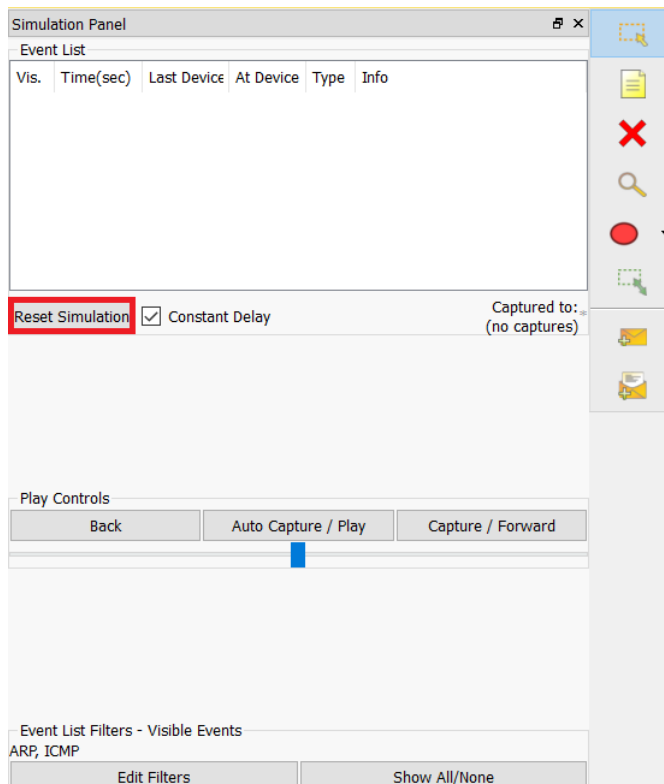 Simulation Panel
Event List
Vis. Time(sec) Last Device At Device Type Info
Reset Simulation Constant Delay Captured to: *
(no captures)
Play Controls
Back Auto Capture / Play Capture / Forward
Event List Filters - Visible Events
ARP, ICMP
Edit Filters Show All/None